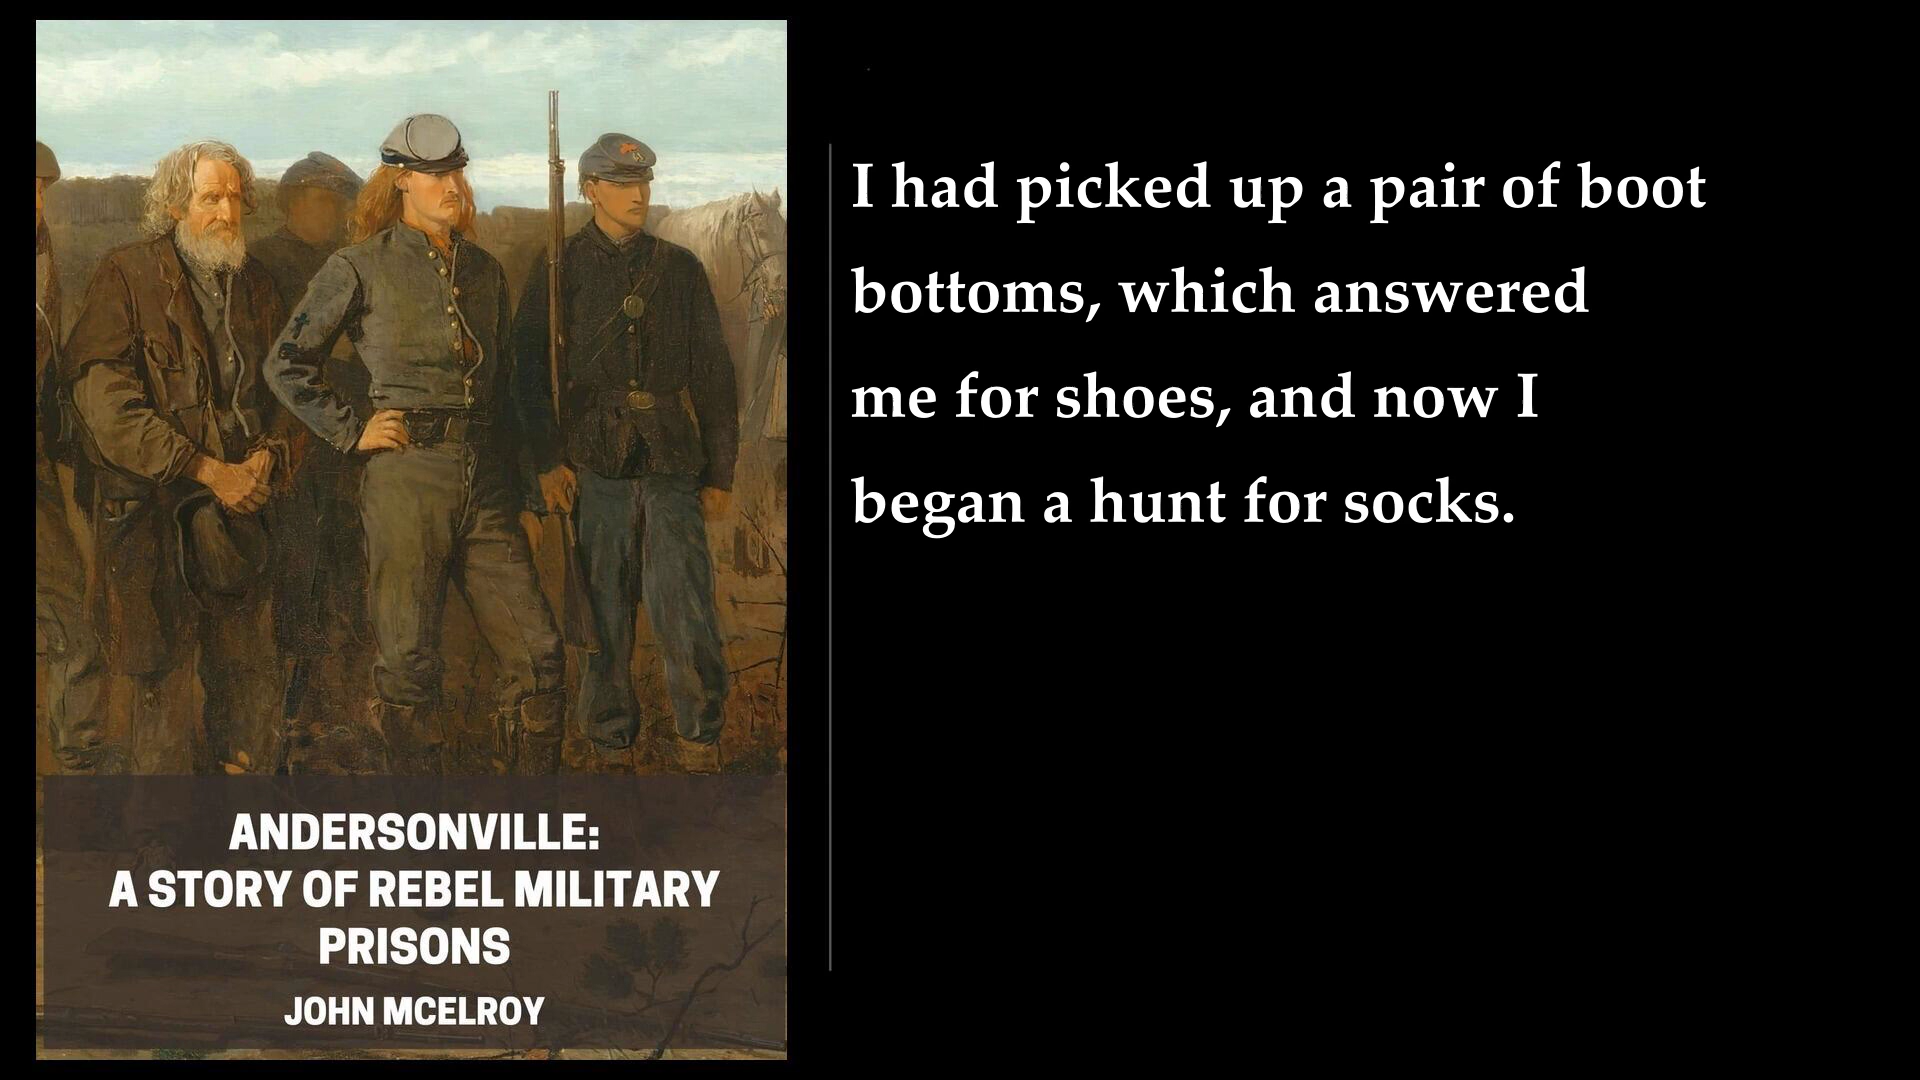 ANDERSONVILLE:
A STORY OF REBEL MILITARY
PRISONS
JOHN MCELROY
I had picked up a pair of boot
bottoms, which answered
me for shoes, and now I
began a hunt for socks.